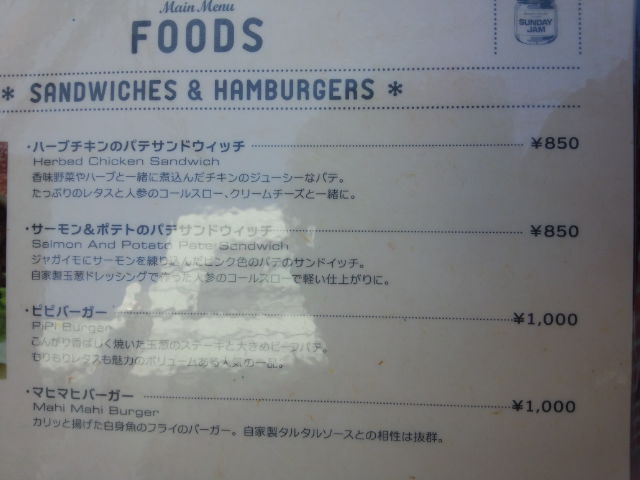 Main Menu
FOODS
SUNDAY
JAM
* SANDWICHES & HAMBURGERS *
・ハーブチキンのパテサンドウィッチ ¥850
Herbed Chicken Sandwich
香味野菜やハーブと一緒に煮込んだチキンのジューシーなパテ。
たっぷりのレタスと人参のコールスロー、クリームチーズと一緒に。
・サーモン&ポテトのパテサンドウィッチ ¥850
Salmon And Potato Pate Sandwich
ジャガイモにサーモンを練り込んだピンク色のパテのサンドイッチ。
自家製玉葱ドレッシングで作った人参のコールスローで軽い仕上がりに。
・ピピバーガー ¥1,000
PiPi Burger
こんがり香ばしく焼いた玉葱のステーキと大きめビーフパテ。
もりもりレタスも魅力のボリュームある人気の一品。
・マヒマヒバーガー ¥1,000
Mahi Mahi Burger
カリッと揚げた白身魚のフライのバーガー。自家製タルタルソースとの相性は抜群。